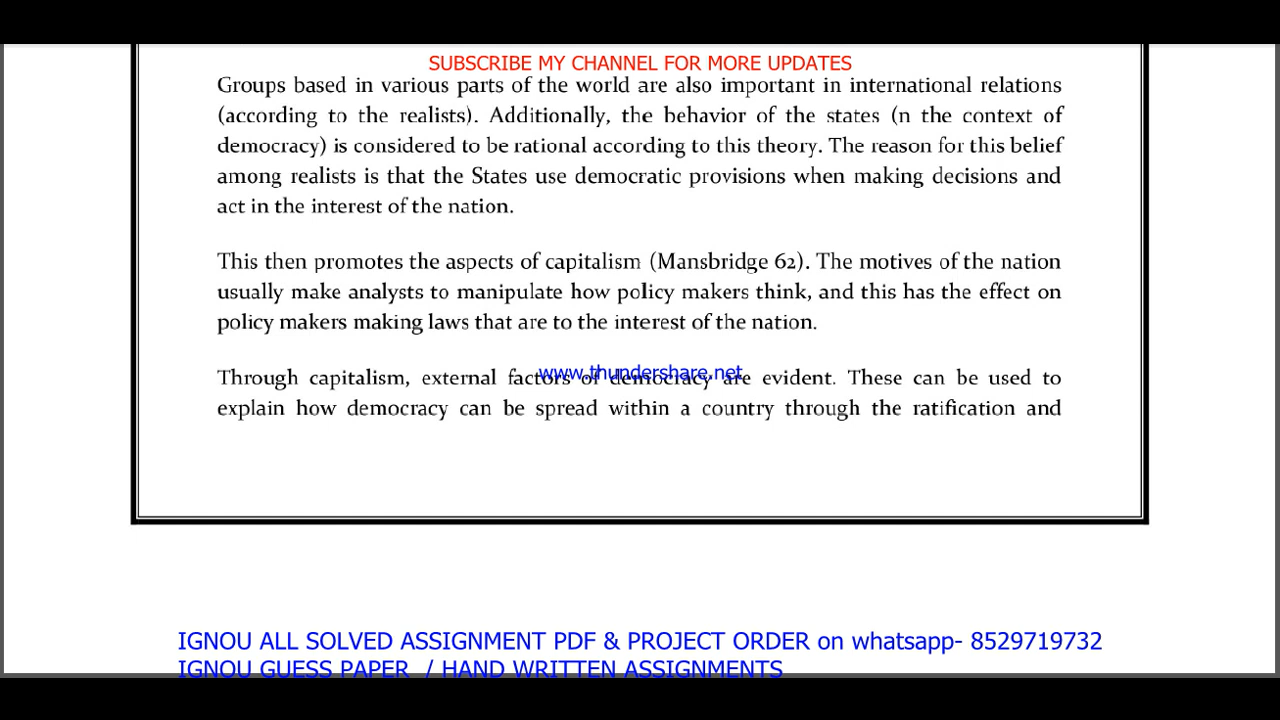 SUBSCRIBE MY CHANNEL FOR MORE UPDATES
Groups based in various parts of the world are also important in international relations
(according to the realists). Additionally, the behavior of the states (n the context of
democracy) is considered to be rational according to this theory. The reason for this belief
among realists is that the States use democratic provisions when making decisions and
act in the interest of the nation.
This then promotes the aspects of capitalism (Mansbridge 62). The motives of the nation
usually make analysts to manipulate how policy makers think, and this has the effect on
policy makers making laws that are to the interest of the nation.
www.thundershare.net
Through capitalism, external factors of democracy are evident. These can be used to
explain how democracy can be spread within a country through the ratification and
IGNOU ALL SOLVED ASSIGNMENT PDF & PROJECT ORDER on whatsapp- 8529719732
IGNOU GUESS PAPER / HAND WRITTEN ASSIGNMENTS